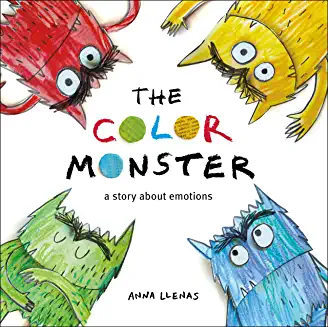 THE
COLOR
MONSTER
a story about emotions
ANNA LLENAS